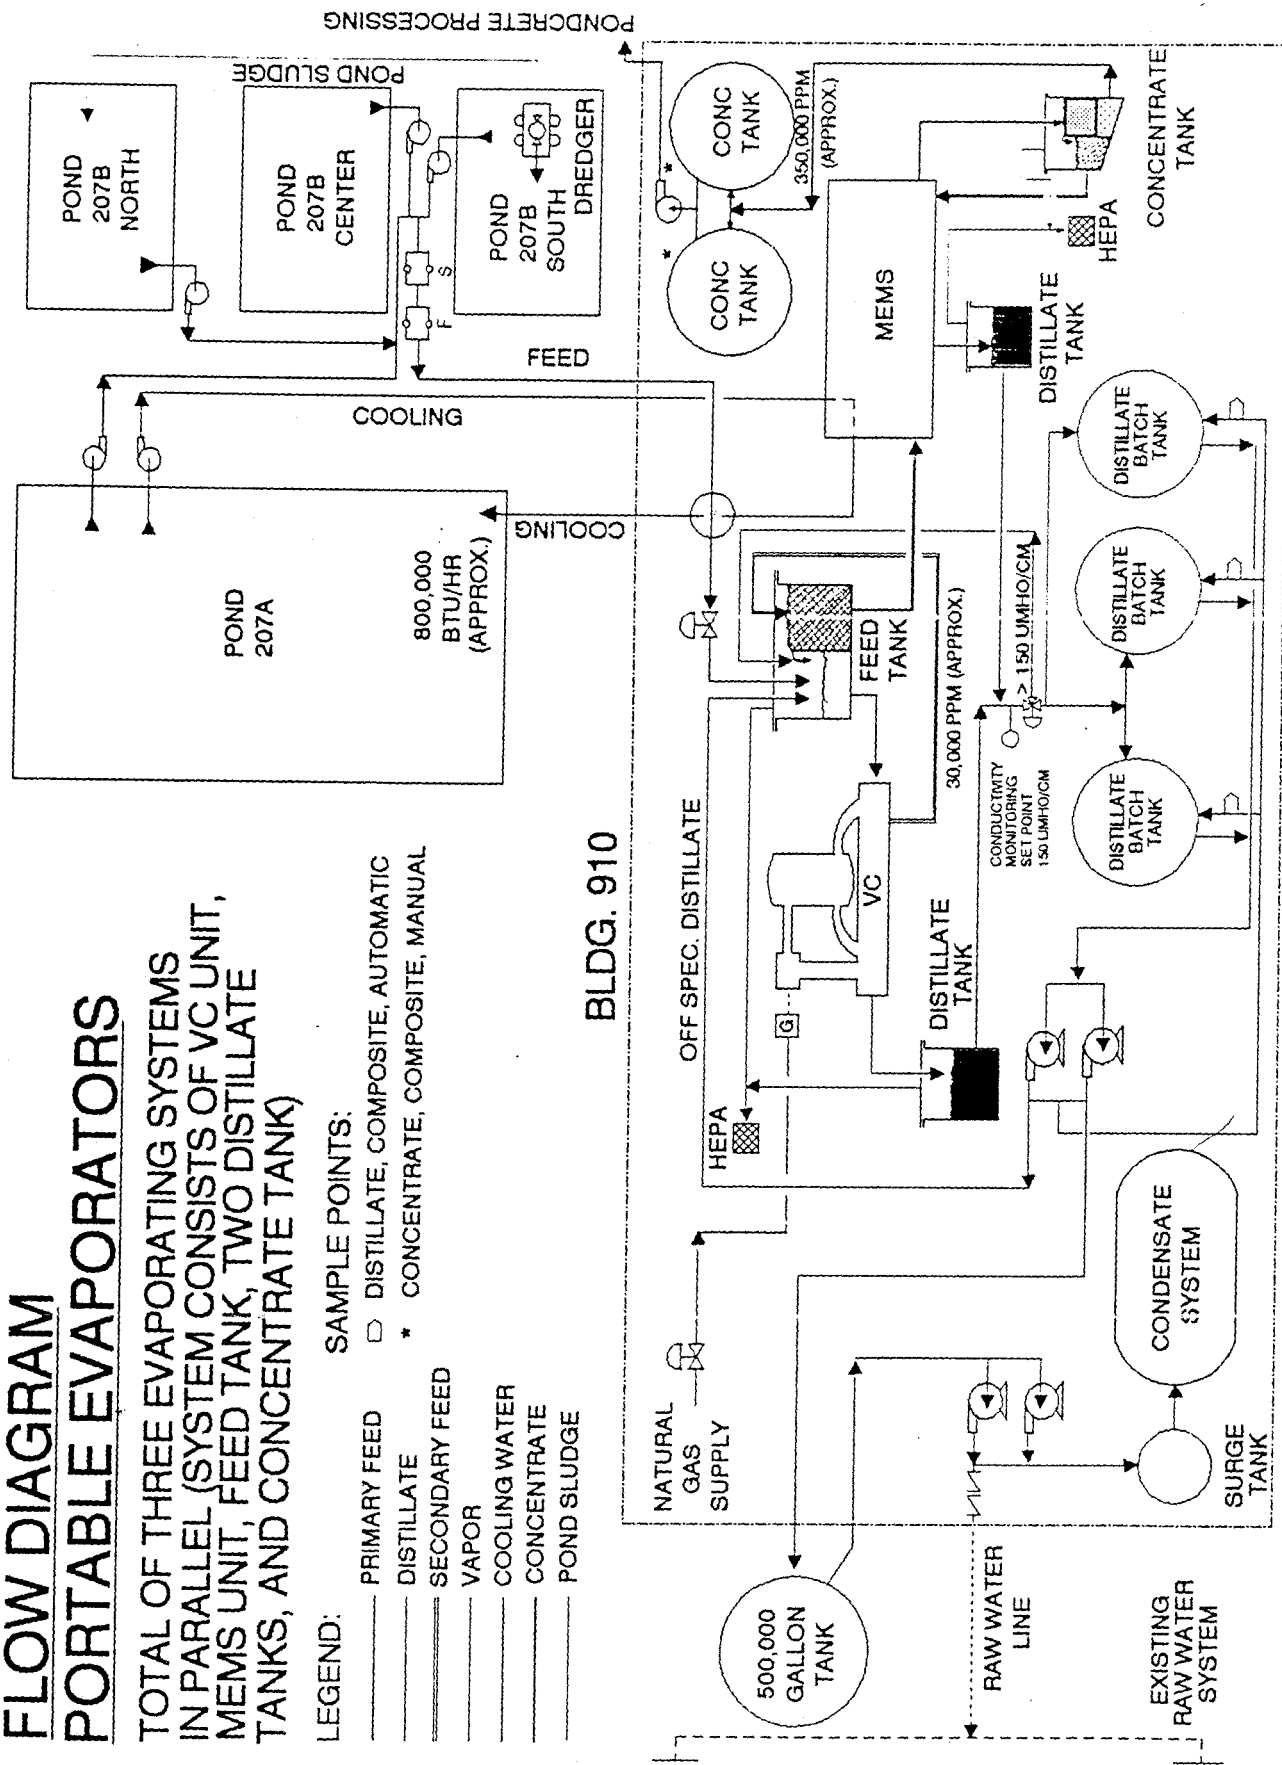 FLOW DIAGRAM
PORTABLE EVAPORATORS
TOTAL OF THREE EVAPORATING SYSTEMS
IN PARALLEL (SYSTEM CONSISTS OF VC UNIT,
MEMS UNIT, FEED TANK, TWO DISTILLATE
TANKS, AND CONCENTRATE TANK)
LEGEND:
PRIMARY FEED
DISTILLATE
SECONDARY FEED
VAPOR
COOLING WATER
CONCENTRATE
POND SLUDGE
SAMPLE POINTS:
DISTILLATE, COMPOSITE, AUTOMATIC
* CONCENTRATE, COMPOSITE, MANUAL
POND
207A
800,000
BTU/HR
(APPROX.)
POND
207B
NORTH
POND
207B
CENTER
POND
207B
SOUTH
DREDGER
POND SLUDGE
PONDCRETE PROCESSING
S
F
FEED
COOLING
COOLING
BLDG. 910
NATURAL
GAS
SUPPLY
HEPA
G
OFF SPEC. DISTILLATE
VC
DISTILLATE
TANK
FEED
TANK
30,000 PPM (APPROX.)
MEMS
CONC
TANK
CONC
TANK
*
*
350,000 PPM
(APPROX.)
CONCENTRATE
TANK
HEPA
DISTILLATE
TANK
CONDUCTIVITY
MONITORING
SET POINT
150 UMHO/CM
> 150 UMHO/CM
DISTILLATE
BATCH
TANK
DISTILLATE
BATCH
TANK
DISTILLATE
BATCH
TANK
500,000
GALLON
TANK
RAW WATER
LINE
EXISTING
RAW WATER
SYSTEM
SURGE
TANK
CONDENSATE
SYSTEM